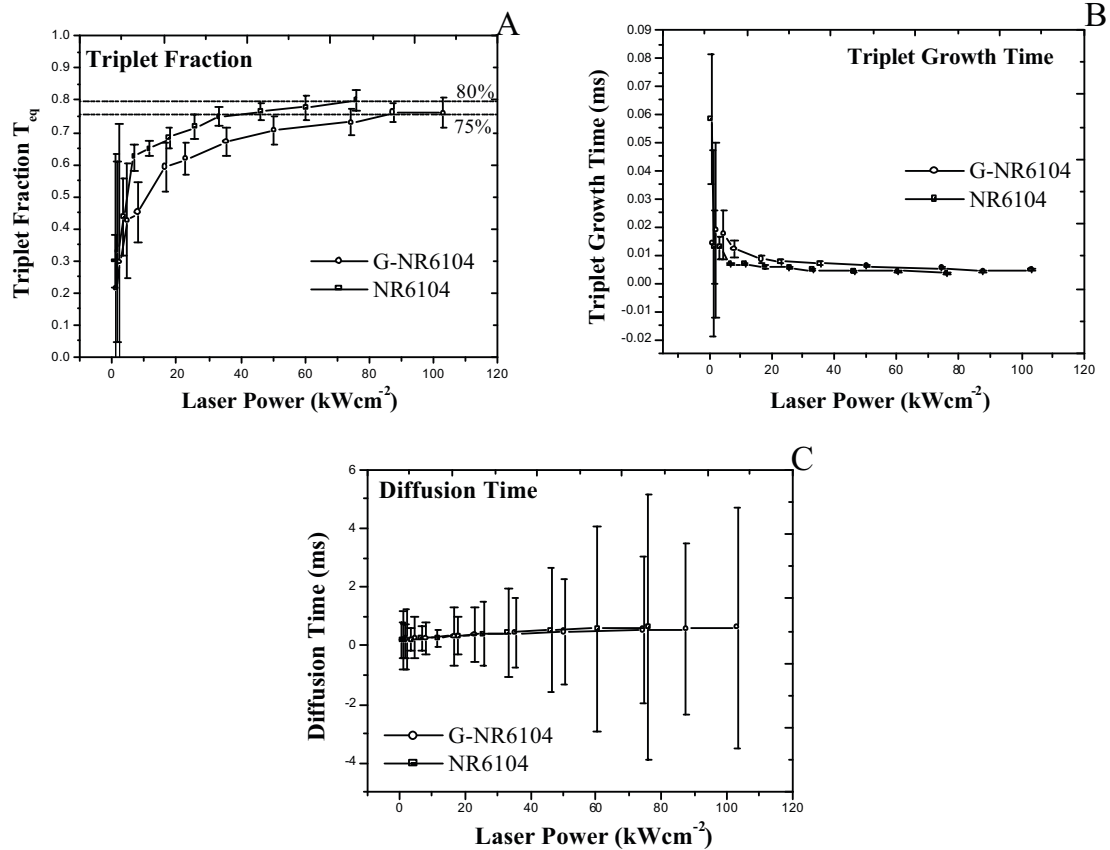 A
Triplet Fraction
Triplet Fraction Teq
1.0
0.9
0.8
0.7
0.6
0.5
0.4
0.3
0.2
0.1
0.0
80%
75%
G-NR6104
NR6104
0 20 40 60 80 100 120
Laser Power (kWcm-2)
B
Triplet Growth Time
Triplet Growth Time (ms)
0.09
0.08
0.07
0.06
0.05
0.04
0.03
0.02
0.01
0.00
-0.01
-0.02
G-NR6104
NR6104
0 20 40 60 80 100 120
Laser Power (kWcm-2)
C
Diffusion Time
Diffusion Time (ms)
6
4
2
0
-2
-4
G-NR6104
NR6104
0 20 40 60 80 100 120
Laser Power (kWcm-2)